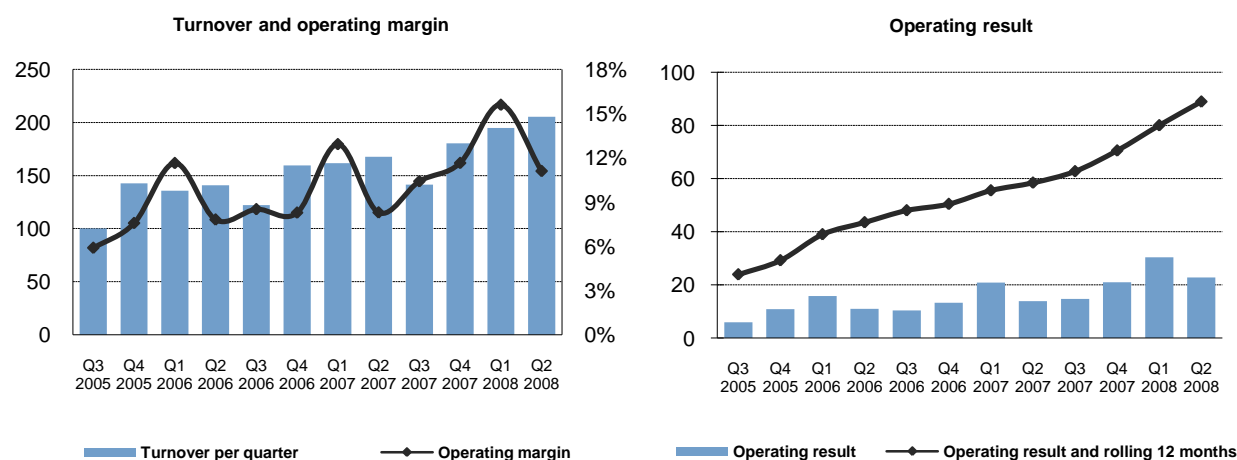 Turnover and operating margin
250
200
150
100
50
0
18%
15%
12%
9%
6%
3%
0%
Q3 Q4 Q1 Q2 Q3 Q4 Q1 Q2 Q3 Q4 Q1 Q2
2005 2005 2006 2006 2006 2006 2007 2007 2007 2007 2008 2008
Turnover per quarter Operating margin
Operating result
100
80
60
40
20
0
Q3 Q4 Q1 Q2 Q3 Q4 Q1 Q2 Q3 Q4 Q1 Q2
2005 2005 2006 2006 2006 2006 2007 2007 2007 2007 2008 2008
Operating result Operating result and rolling 12 months